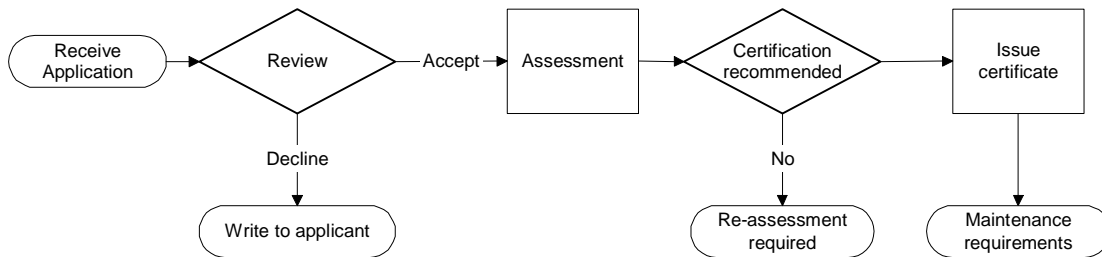 Receive
Application
Review
Accept
Assessment
Certification
recommended
Issue
certificate
Decline
No
Write to applicant
Re-assessment
required
Maintenance
requirements